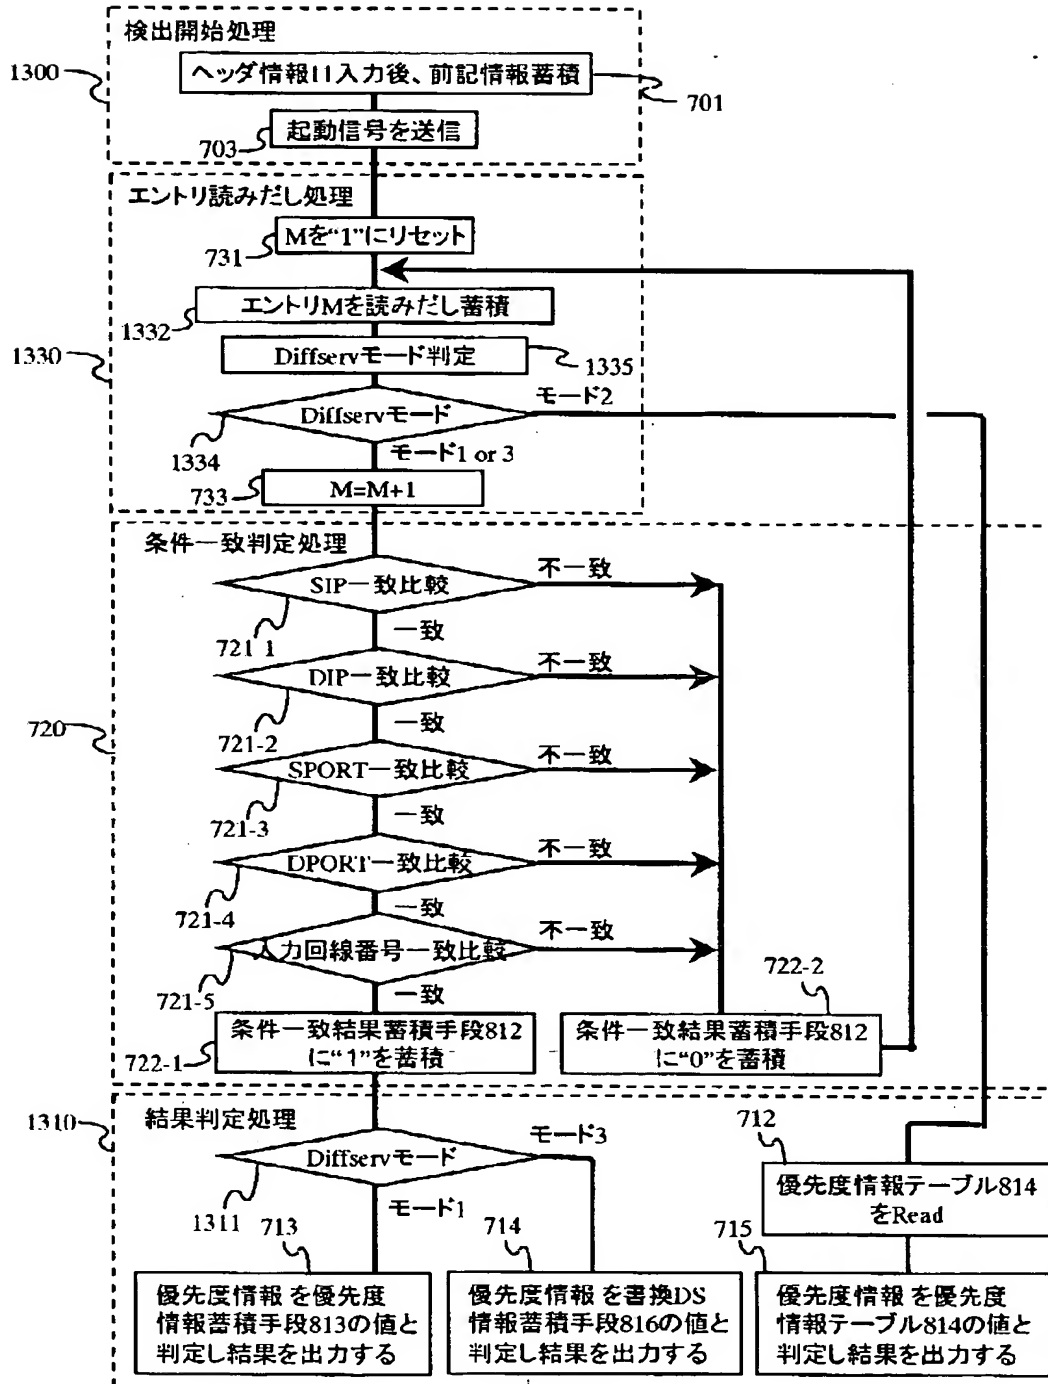 検出開始処理
1300
ヘッダ情報11入力後、前記情報蓄積
701
703
起動信号を送信
エントリ読みだし処理
Mを“1”にリセット
731
エントリMを読みだし蓄積
1332
1330
Diffservモード判定
1335
モード2
Diffservモード
1334
モード1 or 3
733
M=M+1
条件一致判定処理
SIP一致比較
不一致
721-1
一致
DIP一致比較
不一致
720
721-2
一致
SPORT一致比較
不一致
721-3
一致
DPORT一致比較
不一致
721-4
一致
入力回線番号一致比較
不一致
721-5
一致
722-2
条件一致結果蓄積手段812
に“1”を蓄積
722-1
条件一致結果蓄積手段812
に“0”を蓄積
1310
結果判定処理
モード3
712
Diffservモード
1311
モード1
優先度情報テーブル814
をRead
713
714
715
優先度情報を優先度
情報蓄積手段813の値と
判定し結果を出力する
優先度情報を書換DS
情報蓄積手段816の値と
判定し結果を出力する
優先度情報を優先度
情報テーブル814の値と
判定し結果を出力する